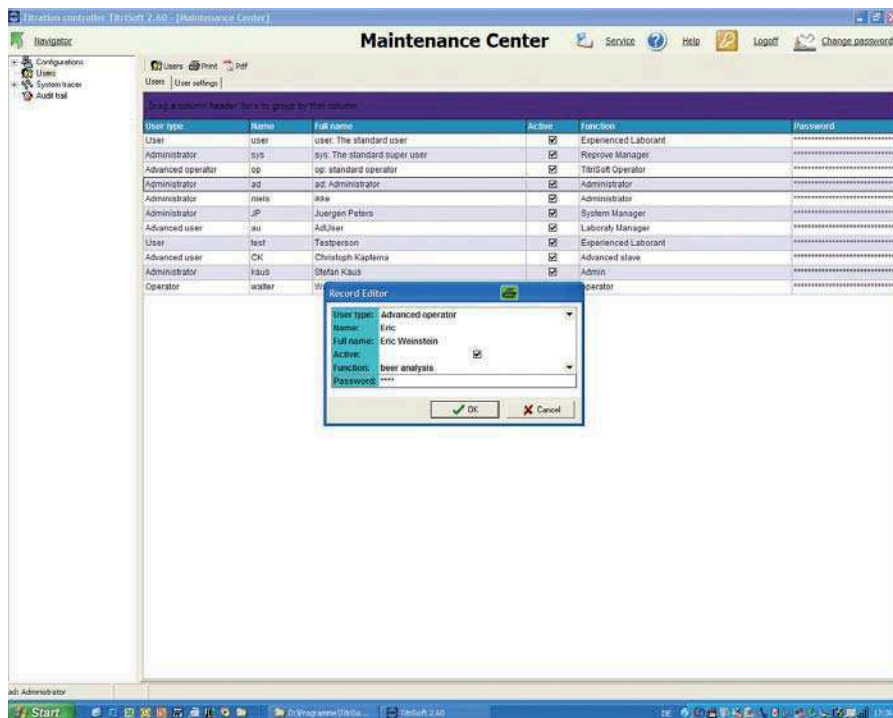 Titration controller TitriSoft 2.60 - [Maintenance Center]
Navigator Maintenance Center Service Help Logoff Change password
Configurations
Users
System tracer
Audit trail
Users Print Pdf
Users User settings
Drag a column header here to group by that column
User type Name Full name Active Function Password
User user user: The standard user Experienced Laborant ****************
Administrator sys sys: The standard super user Reprove Manager ****************
Advanced operator op op: standard operator TitriSoft Operator ****************
Administrator ad ad: Administrator Administrator ****************
Administrator niels ikke Administrator ****************
Administrator JP Juergen Peters System Manager ****************
Advanced user au AdUser Laboraty Manager ****************
User test Testperson Experienced Laborant ****************
Advanced user CK Christoph Kapteina Advanced slave ****************
Administrator kaus Stefan Kaus Admin ****************
Operator walter operator ****************
Record Editor
User type: Advanced operator
Name: Eric
Full name: Eric Weinstein
Active:
Function: beer analysis
Password: ****
OK Cancel
ad: Administrator
Start TitriSoft 2.60 DE